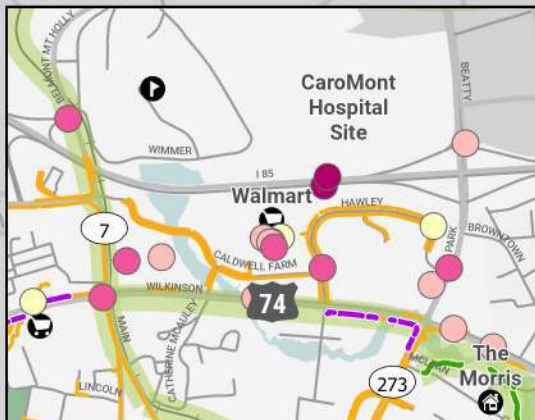 BELMONT MT HOLLY
BEATTY
CaroMont
Hospital
Site
WIMMER
I 85
Walmart
HAWLEY
7
PARK
BROWNTOWN
CALDWELL FARM
WILKINSON
74
MAIN
CATHERINE MCAULEY
MCLEAN
The
Morris
LINCOLN
273